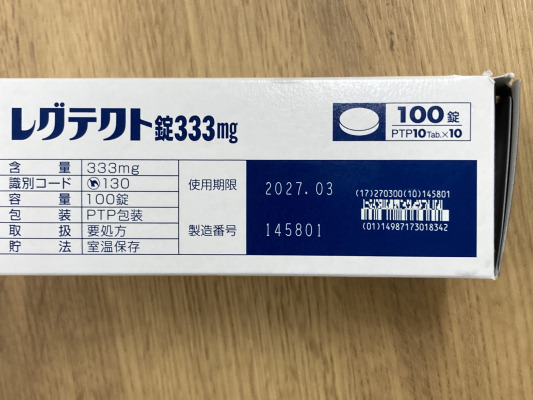 レグテクト錠333mg
100錠
PTP10Tab.×10
含量 333mg
識別コード 130
容量 100錠
包装 PTP包装
取扱 要処方
貯法 室温保存
使用期限 2027.03
製造番号 145801
(17)270300(10)145801
(01)14987173018342